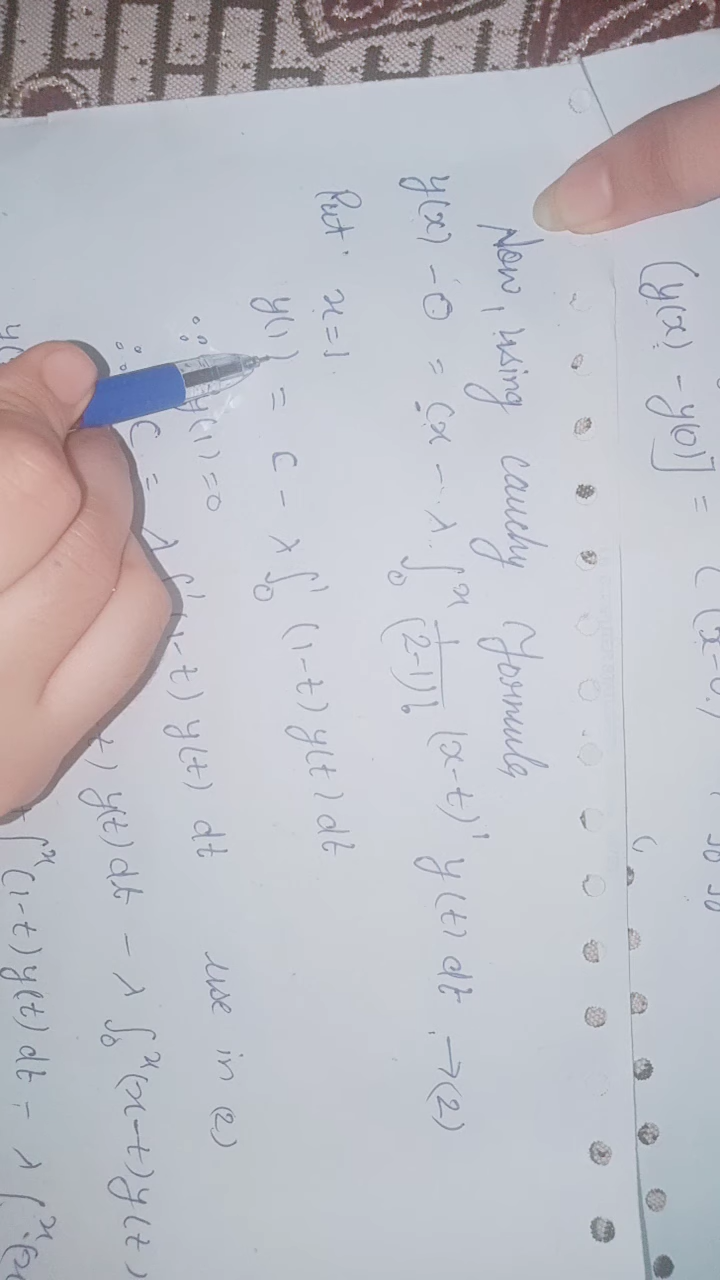 (y(x) - y(0)] = C (x-0)
Now, using cauchy formula
y(x) - 0 = cx - λ ∫₀ˣ 1/(2-1)! (x-t)¹ y(t) dt → (2)
Put x=1
y(1) = c - λ ∫₀¹ (1-t) y(t) dt
∵ y(1) = 0
∴ c = λ ∫₀¹ (1-t) y(t) dt use in (2)
t) y(t) dt - λ ∫₀ˣ (x-t) y(t)
∫ˣ (1-t) y(t) dt - λ ∫ˣ